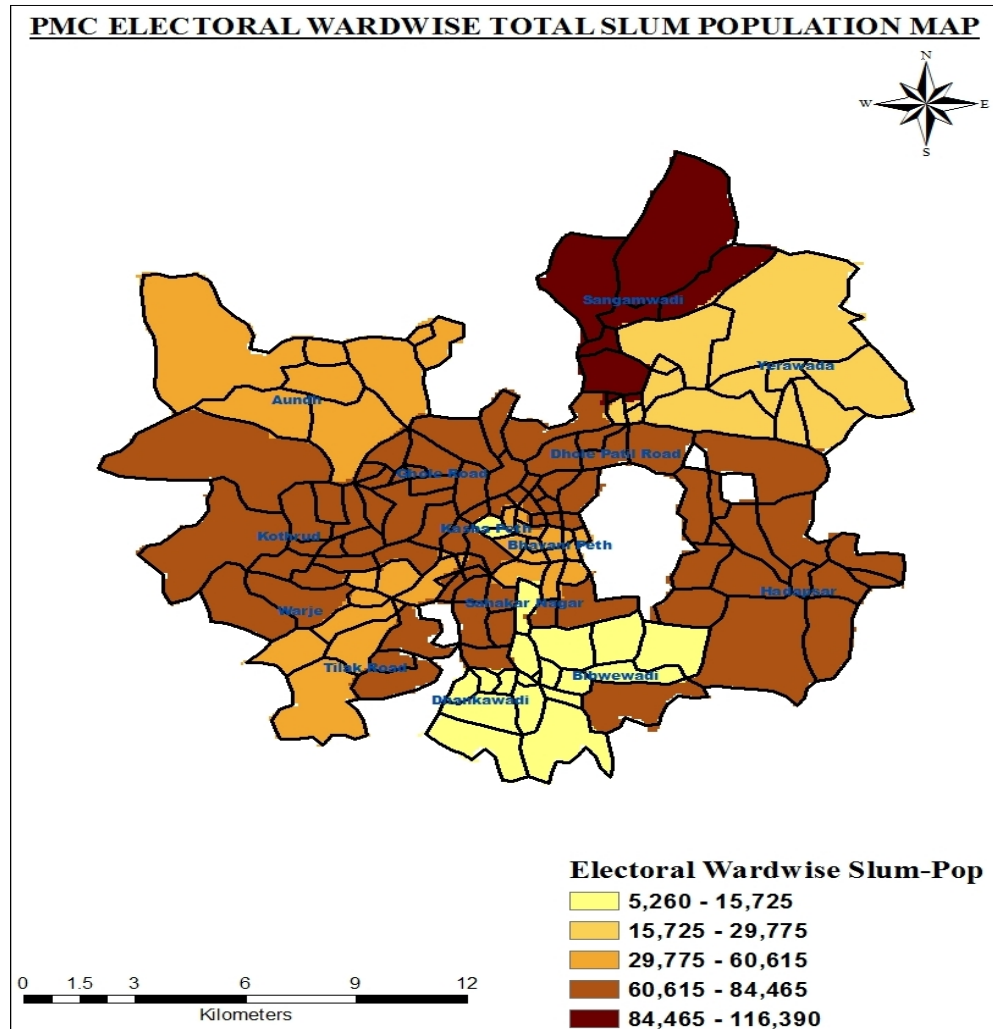 PMC ELECTORAL WARDWISE TOTAL SLUM POPULATION MAP
N
W E
S
Sangamwadi
Yerawada
Aundh
Dhole Patil Road
Ghole Road
Kasba Peth
Kothrud
Bhavani Peth
Hadapsar
Sahakar Nagar
Warje
Tilak Road
Bibwewadi
Dhankawadi
Electoral Wardwise Slum-Pop
5,260 - 15,725
15,725 - 29,775
29,775 - 60,615
60,615 - 84,465
84,465 - 116,390
0 1.5 3 6 9 12
Kilometers